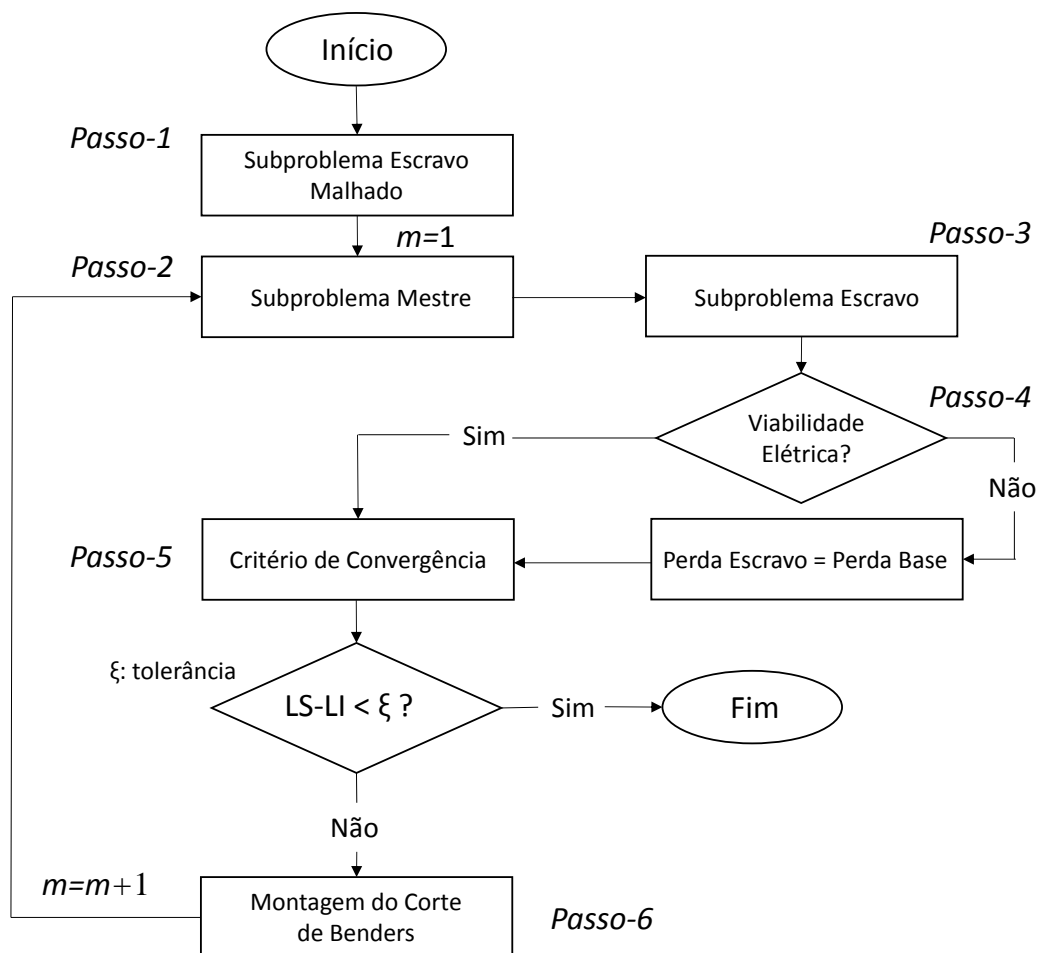 Início
Passo-1
Subproblema Escravo
Malhado
m=1
Passo-2
Subproblema Mestre
Passo-3
Subproblema Escravo
Passo-4
Viabilidade
Elétrica?
Sim
Não
Passo-5
Critério de Convergência
Perda Escravo = Perda Base
ξ: tolerância
LS-LI < ξ ?
Sim
Fim
Não
m=m+1
Montagem do Corte
de Benders
Passo-6